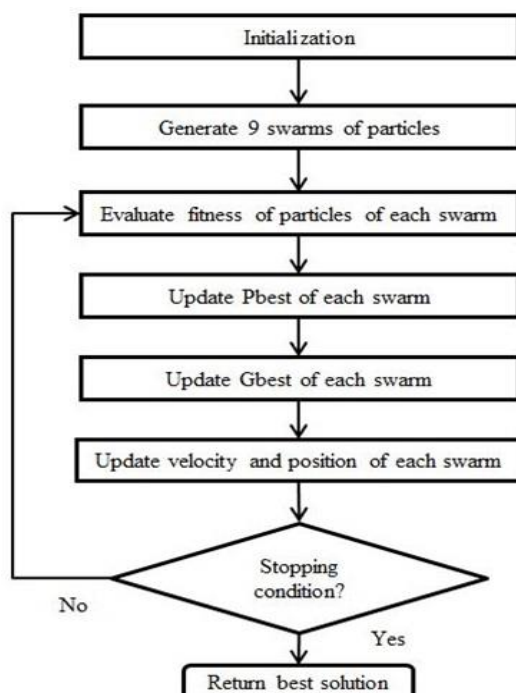 Initialization
Generate 9 swarms of particles
Evaluate fitness of particles of each swarm
Update Pbest of each swarm
Update Gbest of each swarm
Update velocity and position of each swarm
Stopping
condition?
No
Yes
Return best solution